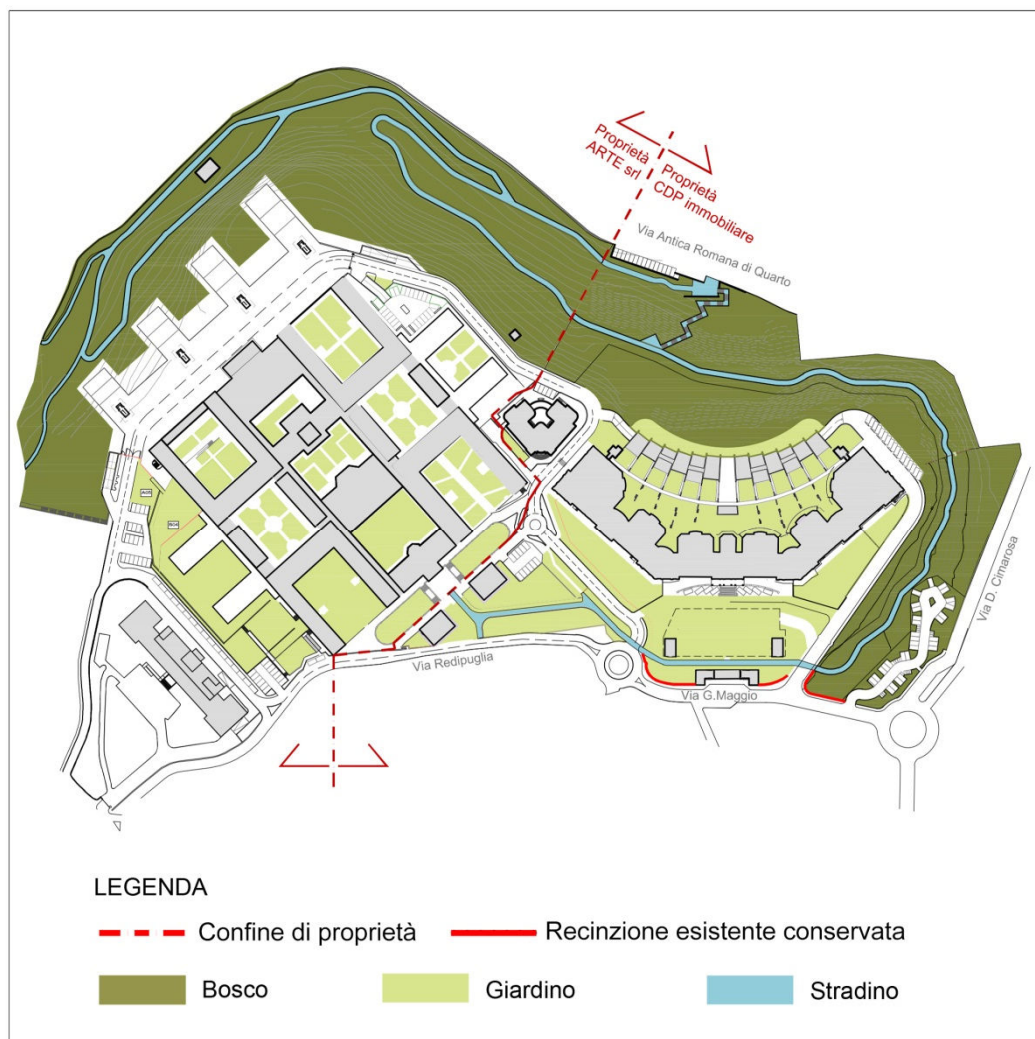 Proprietà
ARTE srl
Proprietà
CDP immobiliare
Via Antica Romana di Quarto
Via D. Cimarosa
Via Redipuglia
Via G.Maggio
LEGENDA
Confine di proprietà
Recinzione esistente conservata
Bosco
Giardino
Stradino